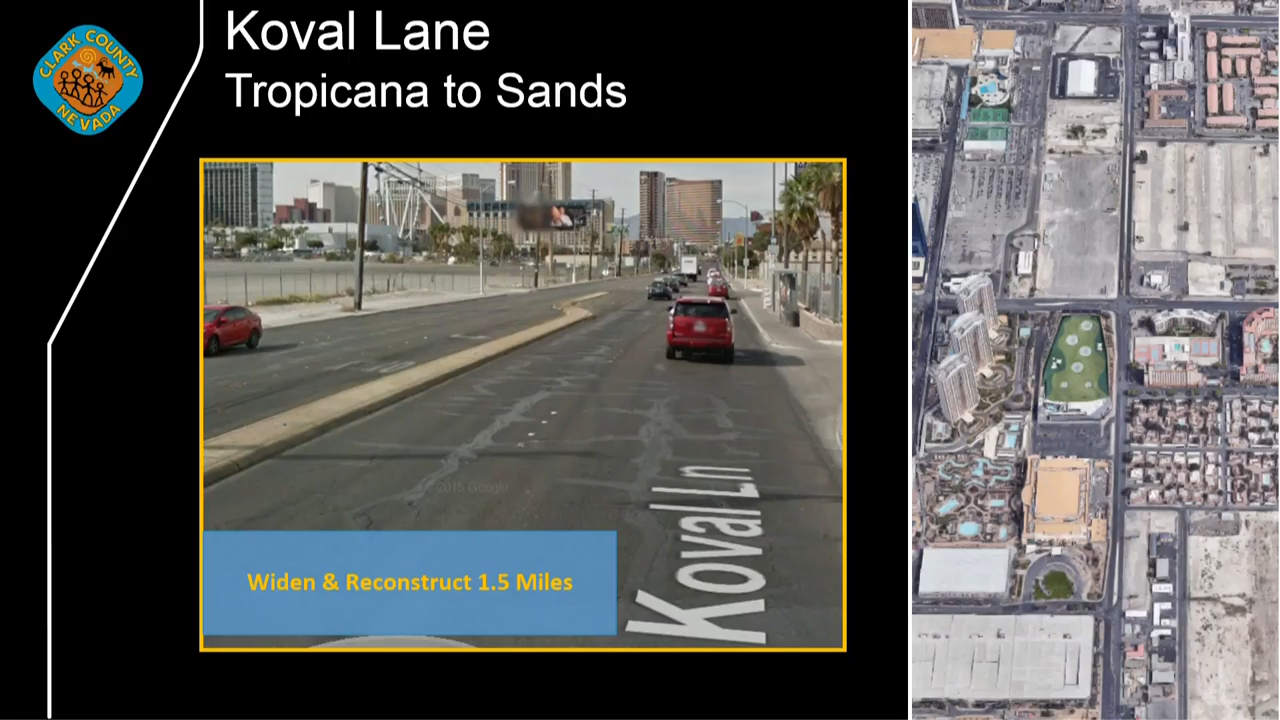 CLARK COUNTY
NEVADA
Koval Lane
Tropicana to Sands
© 2015 Google
Koval Ln
Widen & Reconstruct 1.5 Miles